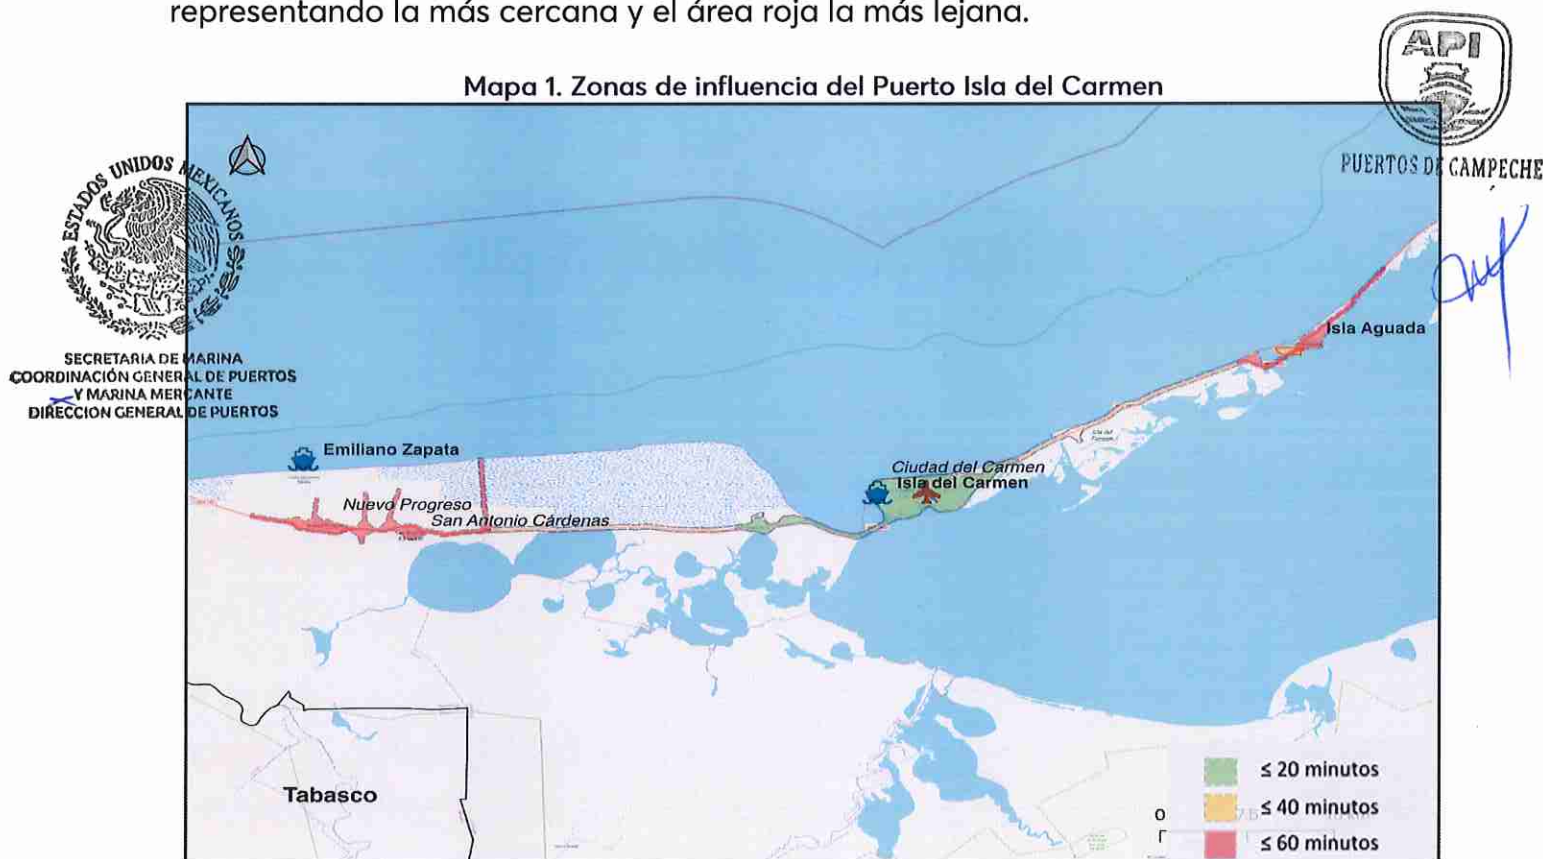 representando la más cercana y el área roja la más lejana.
API
Mapa 1. Zonas de influencia del Puerto Isla del Carmen
PUERTOS DE CAMPECHE
ESTADOS UNIDOS MEXICANOS
SECRETARIA DE MARINA
COORDINACIÓN GENERAL DE PUERTOS
Y MARINA MERCANTE
DIRECCION GENERAL DE PUERTOS
Isla Aguada
Emiliano Zapata
Ciudad del Carmen
Isla del Carmen
Nuevo Progreso
San Antonio Cárdenas
Tabasco
≤ 20 minutos
≤ 40 minutos
≤ 60 minutos
0
7.5